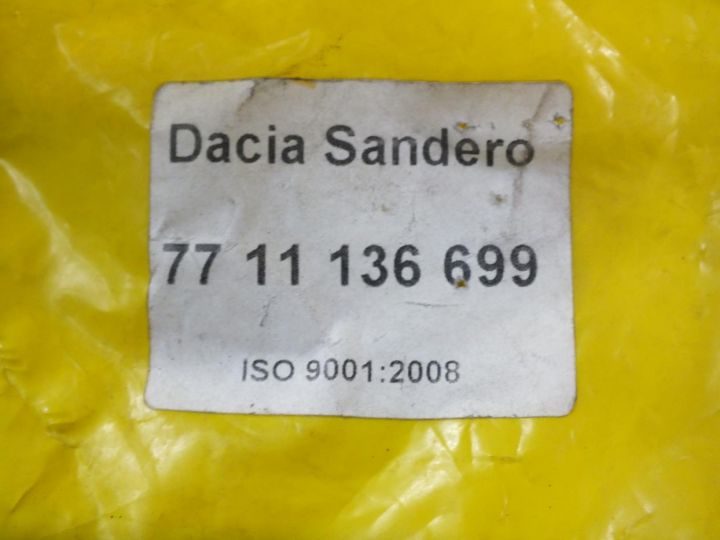 Dacia Sandero
77 11 136 699
ISO 9001:2008